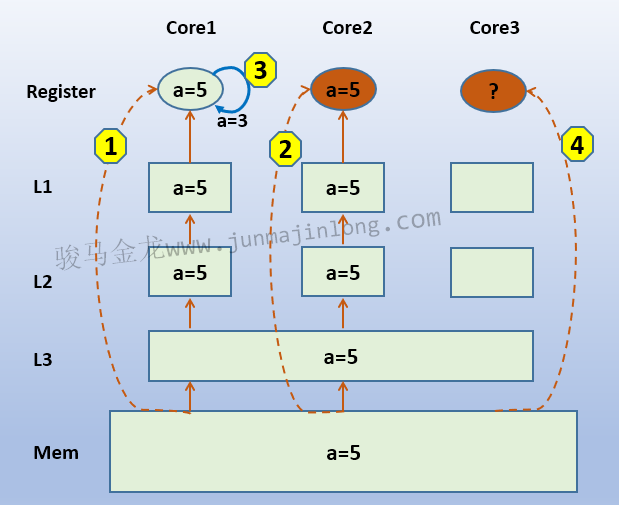 Core1 Core2 Core3
Register a=5 3 a=5 ?
a=3
1 2 4
L1 a=5 a=5
骏马金龙www.junmajinlong.com
L2 a=5 a=5
L3 a=5
Mem a=5